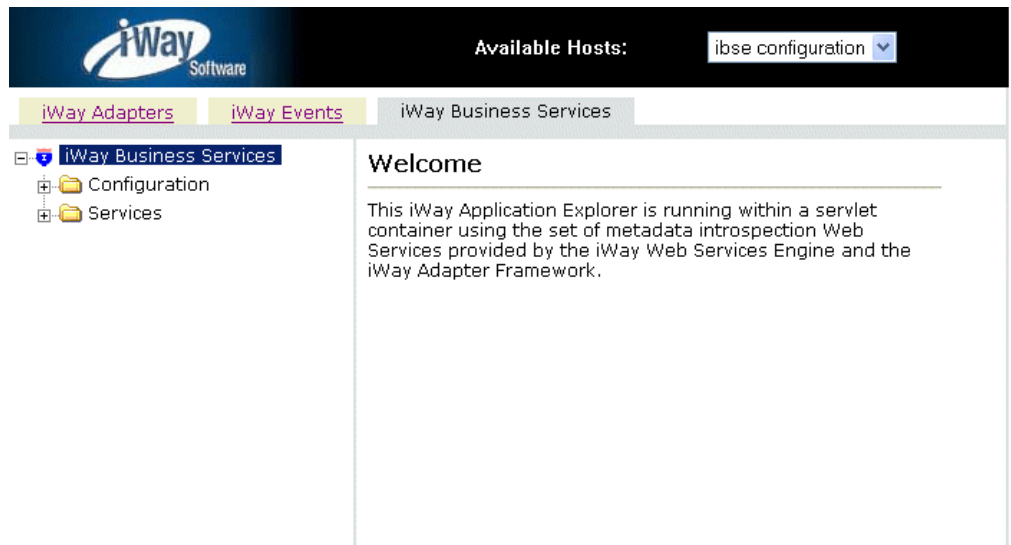 iWay
Software
Available Hosts:
ibse configuration
iWay Adapters
iWay Events
iWay Business Services
iWay Business Services
Configuration
Services
Welcome
This iWay Application Explorer is running within a servlet
container using the set of metadata introspection Web
Services provided by the iWay Web Services Engine and the
iWay Adapter Framework.